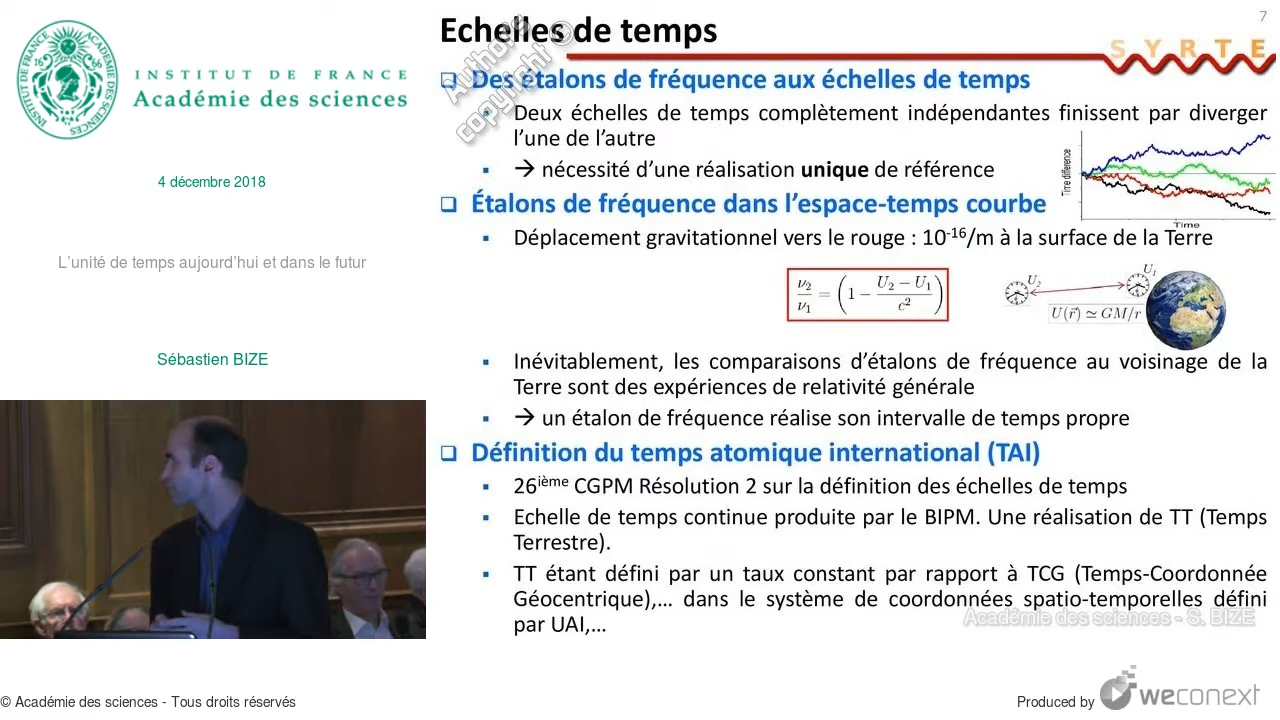 INSTITUT DE FRANCE
Académie des sciences
4 décembre 2018
L'unité de temps aujourd'hui et dans le futur
Sébastien BIZE
7
SYRTE
Echelles de temps
Authors
copyright ©
Des étalons de fréquence aux échelles de temps
Deux échelles de temps complètement indépendantes finissent par diverger
l'une de l'autre
→ nécessité d'une réalisation unique de référence
Time difference
Time
Étalons de fréquence dans l'espace-temps courbe
Déplacement gravitationnel vers le rouge : 10⁻¹⁶/m à la surface de la Terre
ν₂/ν₁ = (1 − (U₂ − U₁)/c²)
U₂
U₁
U(r⃗) ≃ GM/r
Inévitablement, les comparaisons d'étalons de fréquence au voisinage de la
Terre sont des expériences de relativité générale
→ un étalon de fréquence réalise son intervalle de temps propre
Définition du temps atomique international (TAI)
26ième CGPM Résolution 2 sur la définition des échelles de temps
Echelle de temps continue produite par le BIPM. Une réalisation de TT (Temps
Terrestre).
TT étant défini par un taux constant par rapport à TCG (Temps-Coordonnée
Géocentrique),… dans le système de coordonnées spatio-temporelles défini
par UAI,…
Académie des sciences - S. BIZE
© Académie des sciences - Tous droits réservés
Produced by
weconext